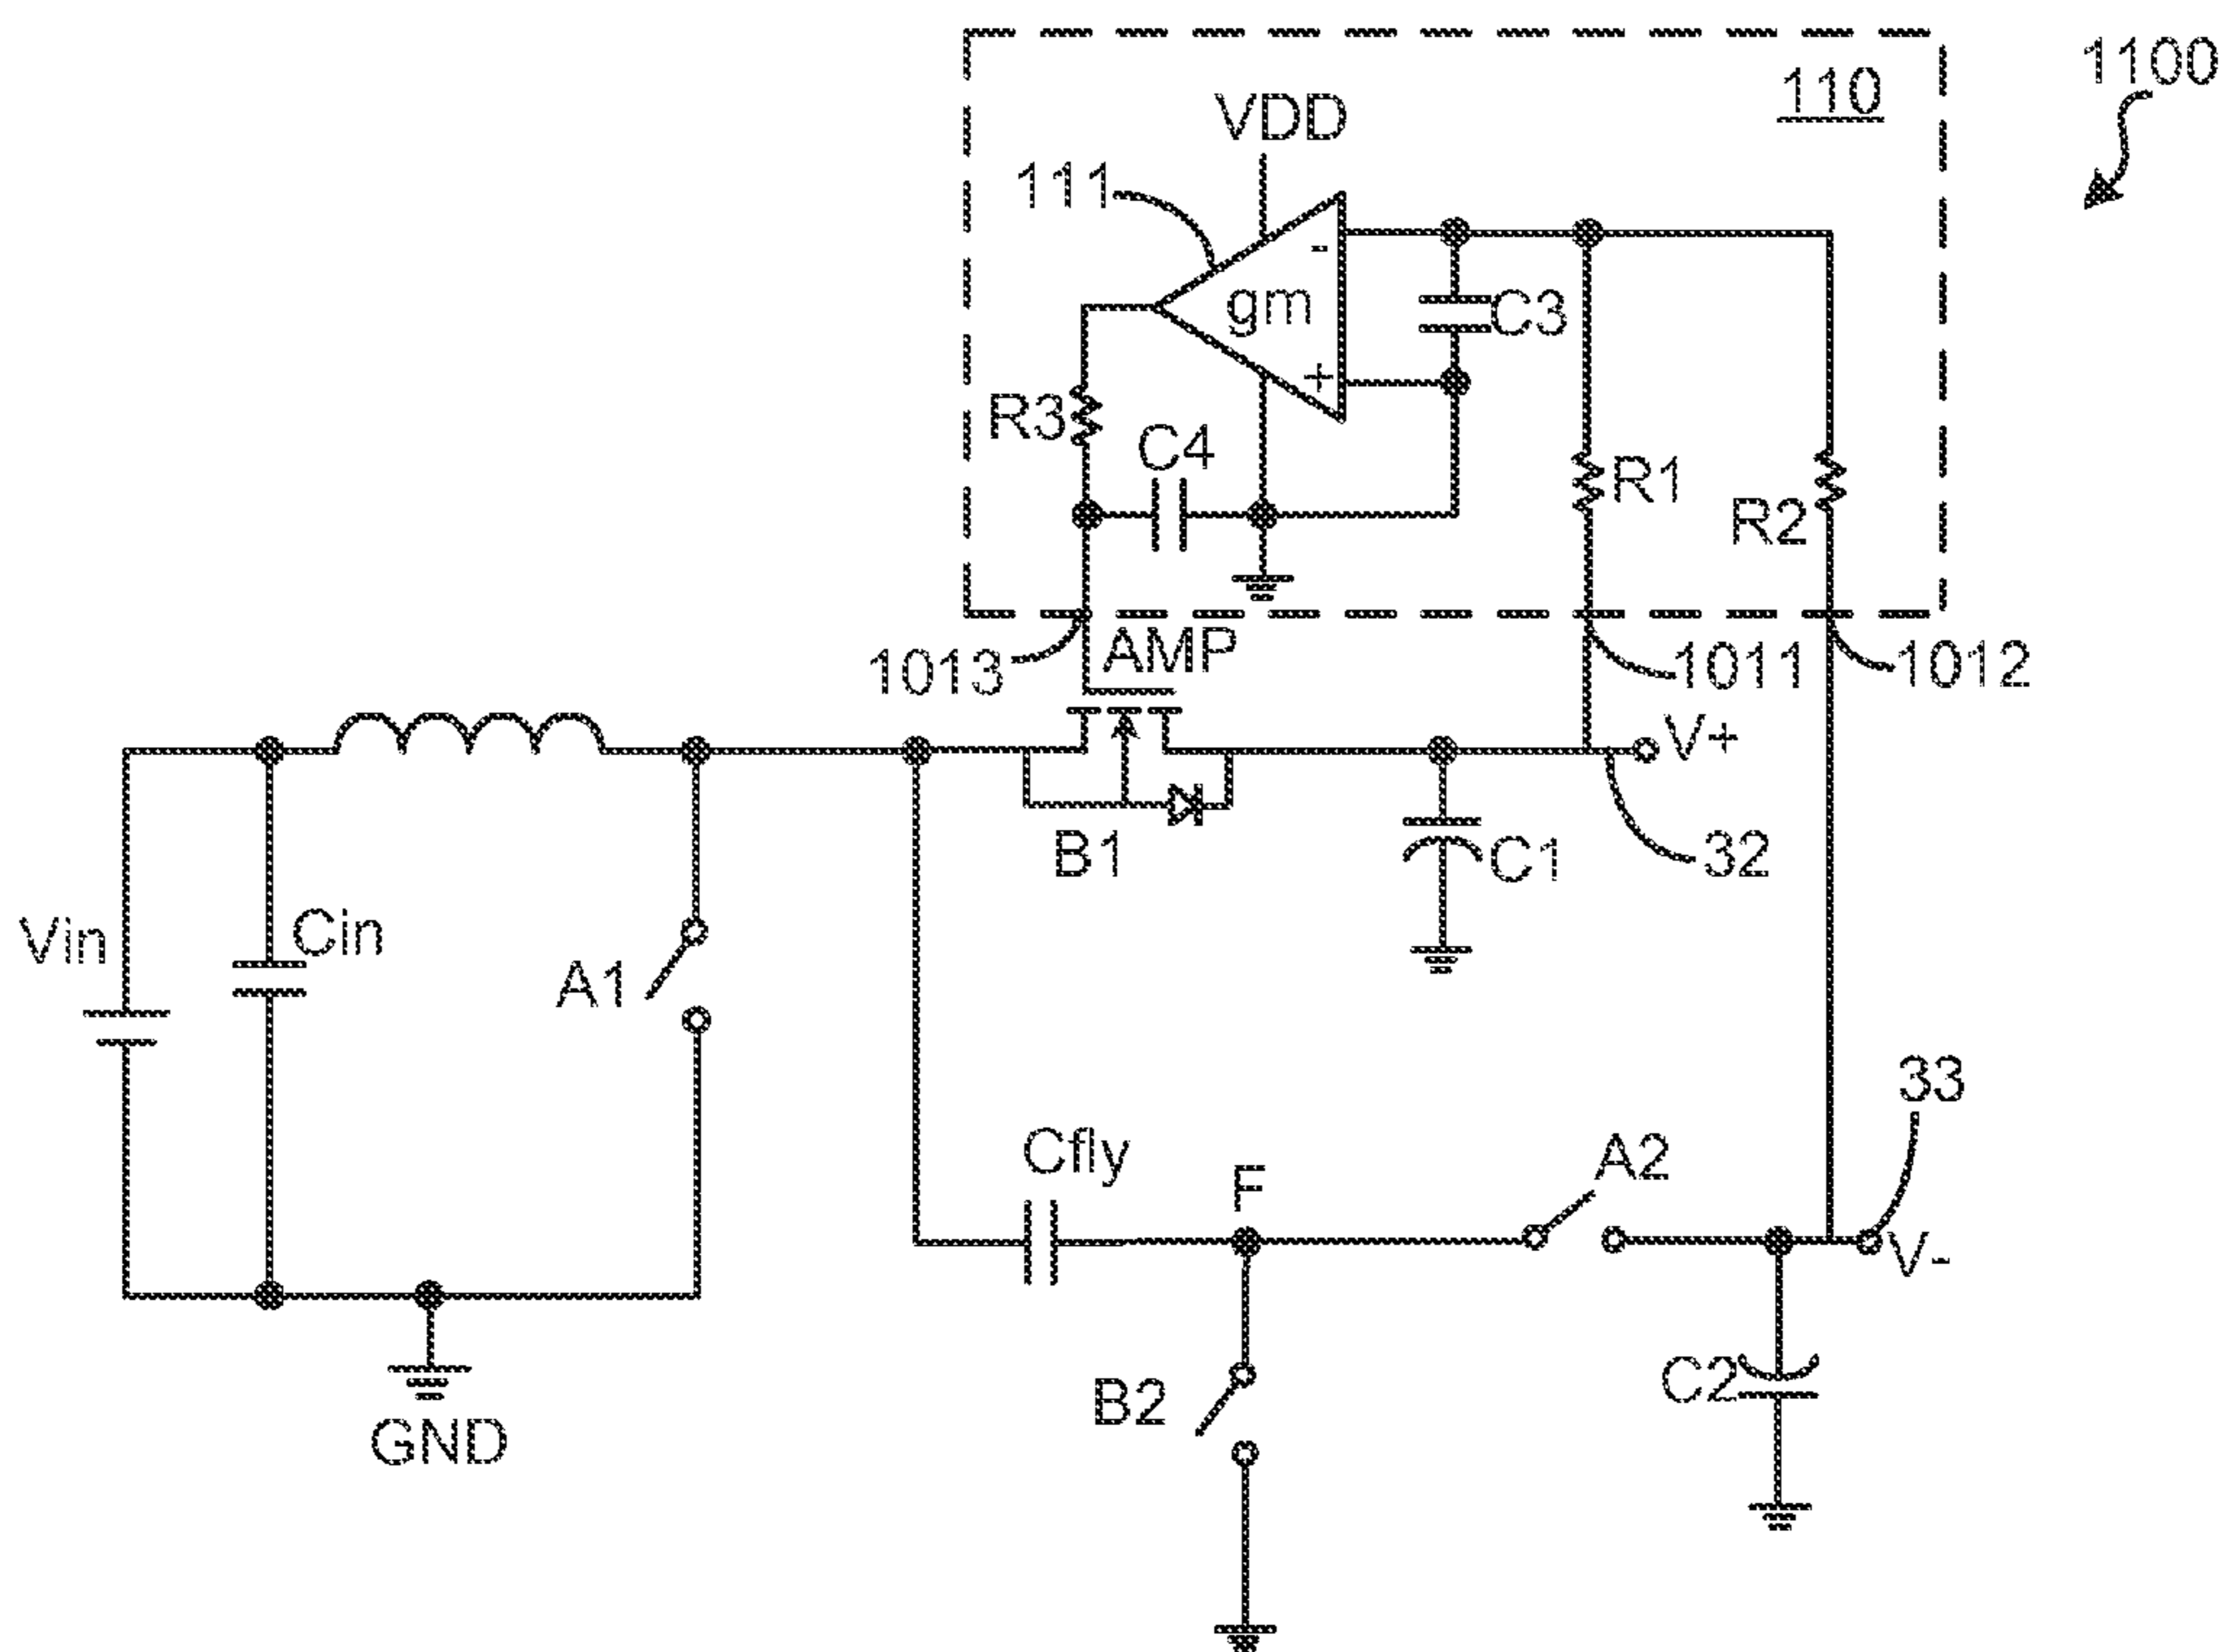 1100
110
VDD
111
-
gm
C3
+
R3
C4
R1
R2
1013
AMP
1011
1012
V+
B1
C1
32
Vin
Cin
A1
33
Cfly
F
A2
V-
B2
C2
GND